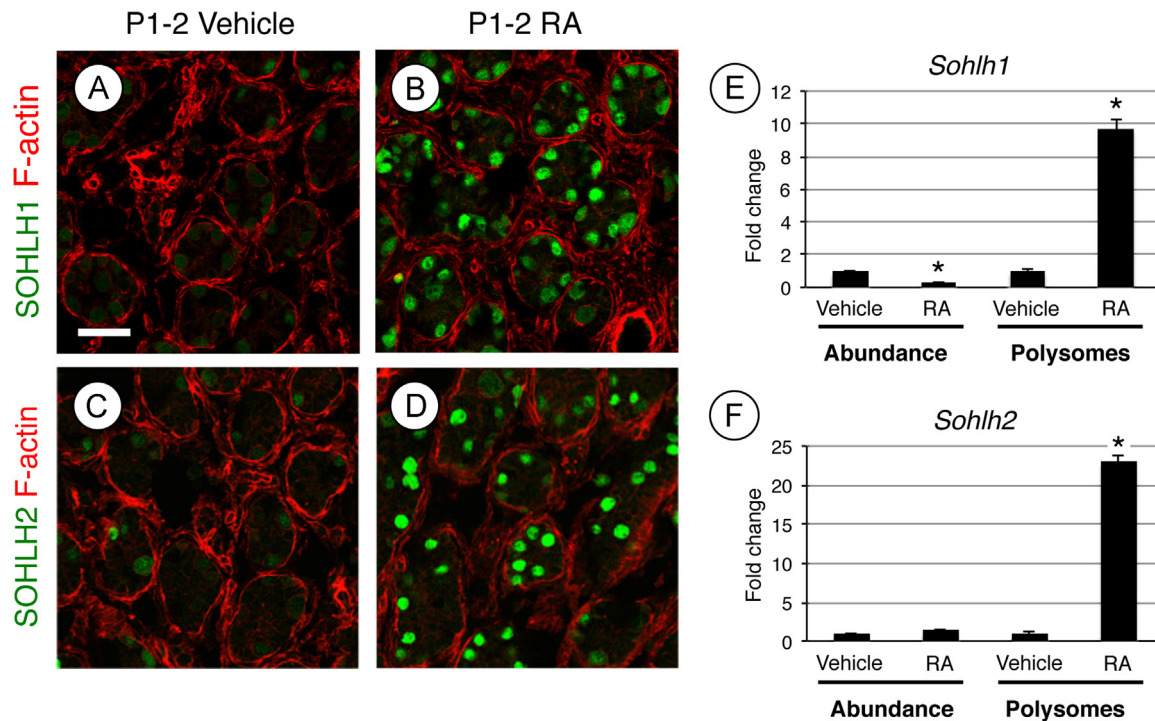 P1-2 Vehicle
P1-2 RA
SOHLH1 F-actin
A
B
SOHLH2 F-actin
C
D
E
Sohlh1
Fold change
12
10
8
6
4
2
0
*
*
Vehicle RA Vehicle RA
Abundance Polysomes
F
Sohlh2
Fold change
25
20
15
10
5
0
*
Vehicle RA Vehicle RA
Abundance Polysomes